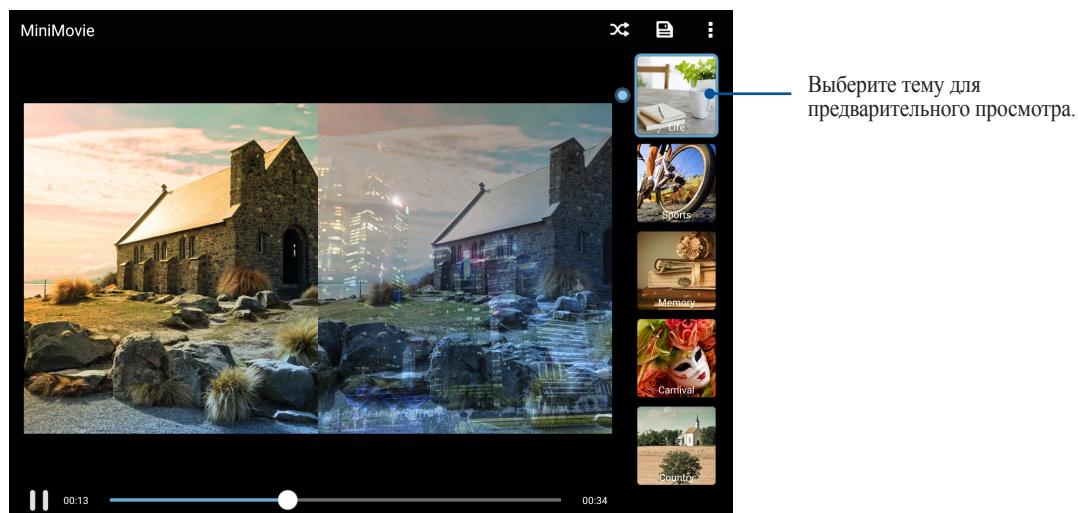 MiniMovie
Life
Выберите тему для
предварительного просмотра.
Sports
Memory
Carnival
Country
00:13
00:34